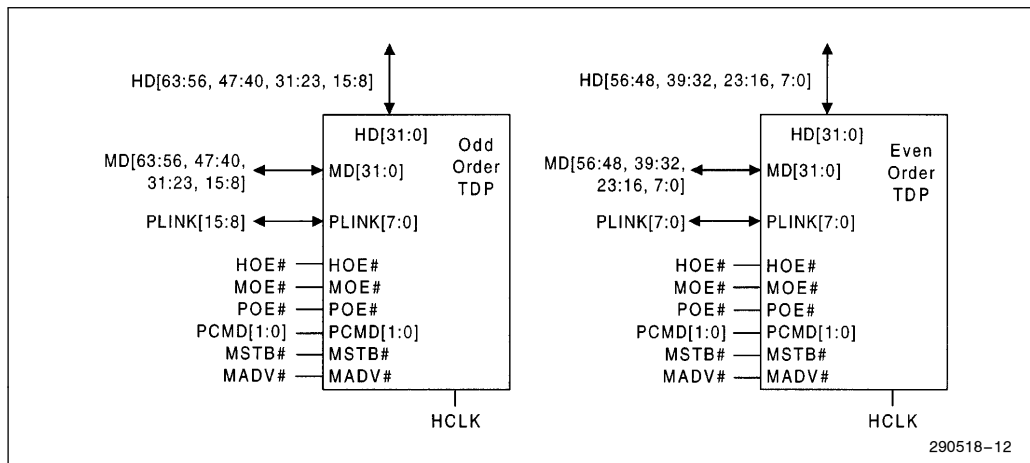 HD[63:56, 47:40, 31:23, 15:8]
HD[31:0]
Odd
Order
TDP
MD[63:56, 47:40,
31:23, 15:8]
MD[31:0]
PLINK[15:8]
PLINK[7:0]
HOE# HOE#
MOE# MOE#
POE# POE#
PCMD[1:0] PCMD[1:0]
MSTB# MSTB#
MADV# MADV#
HCLK
HD[56:48, 39:32, 23:16, 7:0]
HD[31:0]
Even
Order
TDP
MD[56:48, 39:32,
23:16, 7:0]
MD[31:0]
PLINK[7:0]
PLINK[7:0]
HOE# HOE#
MOE# MOE#
POE# POE#
PCMD[1:0] PCMD[1:0]
MSTB# MSTB#
MADV# MADV#
HCLK
290518–12